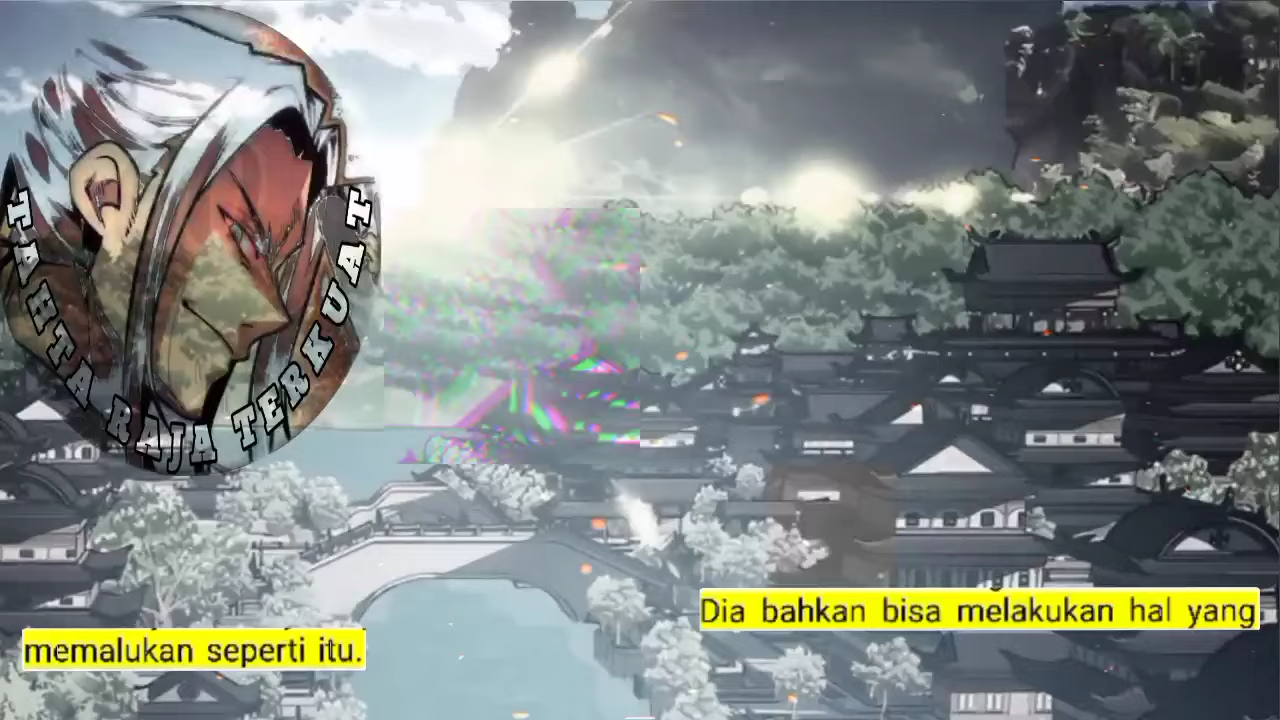 TAHTA RAJA TERKUAT
Dia bahkan bisa melakukan hal yang
memalukan seperti itu.